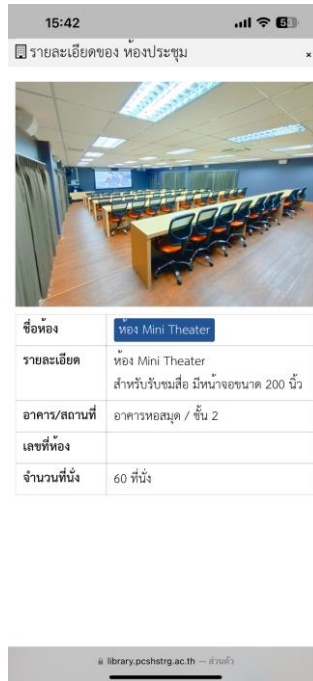 15:42
5
รายละเอียดของ ห้องประชุม
×
ชื่อห้อง ห้อง Mini Theater
รายละเอียด ห้อง Mini Theater
สำหรับรับชมสื่อ มีหน้าจอขนาด 200 นิ้ว
อาคาร/สถานที่ อาคารหอสมุด / ชั้น 2
เลขที่ห้อง
จำนวนที่นั่ง 60 ที่นั่ง
library.pcshstrg.ac.th — ส่วนตัว